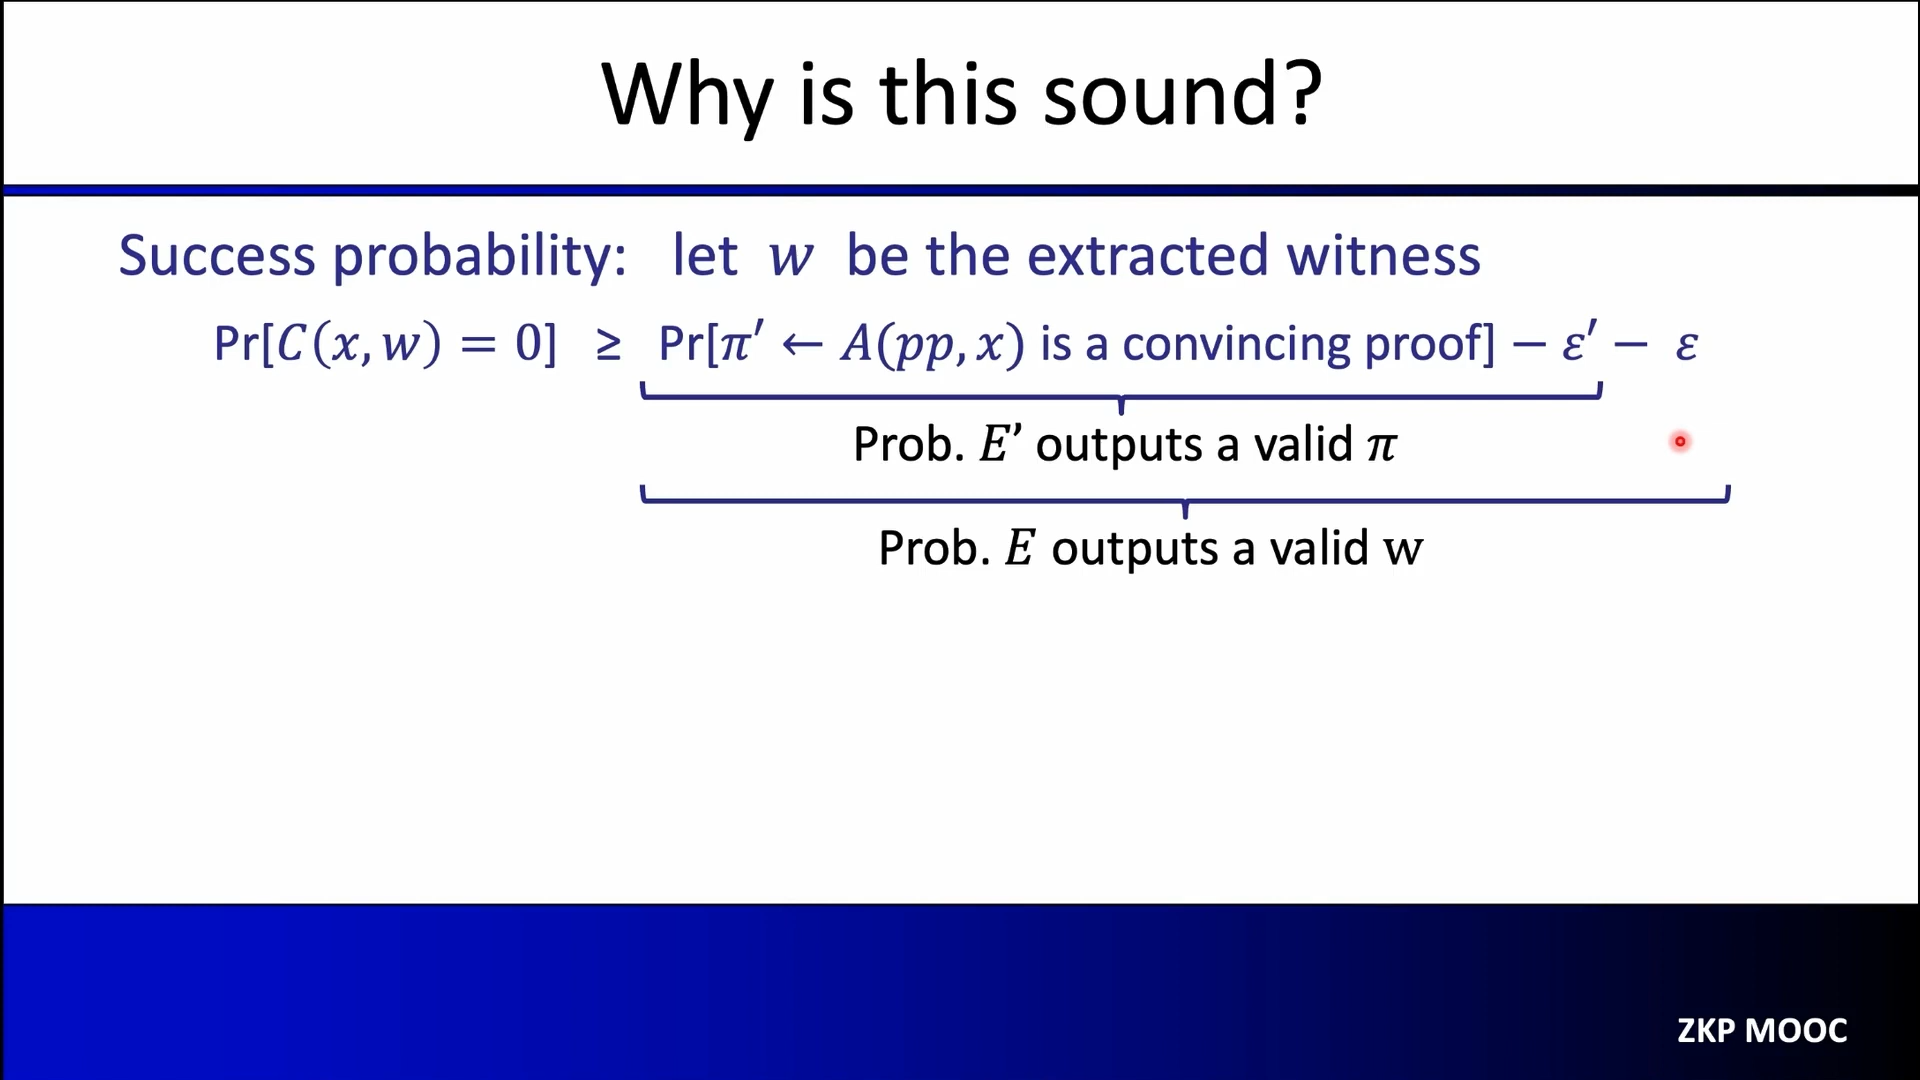 Why is this sound?
Success probability: let w be the extracted witness
Pr[C(x, w) = 0] ≥ Pr[π′ ← A(pp, x) is a convincing proof] − ε′ − ε
Prob. E’ outputs a valid π
Prob. E outputs a valid w
ZKP MOOC